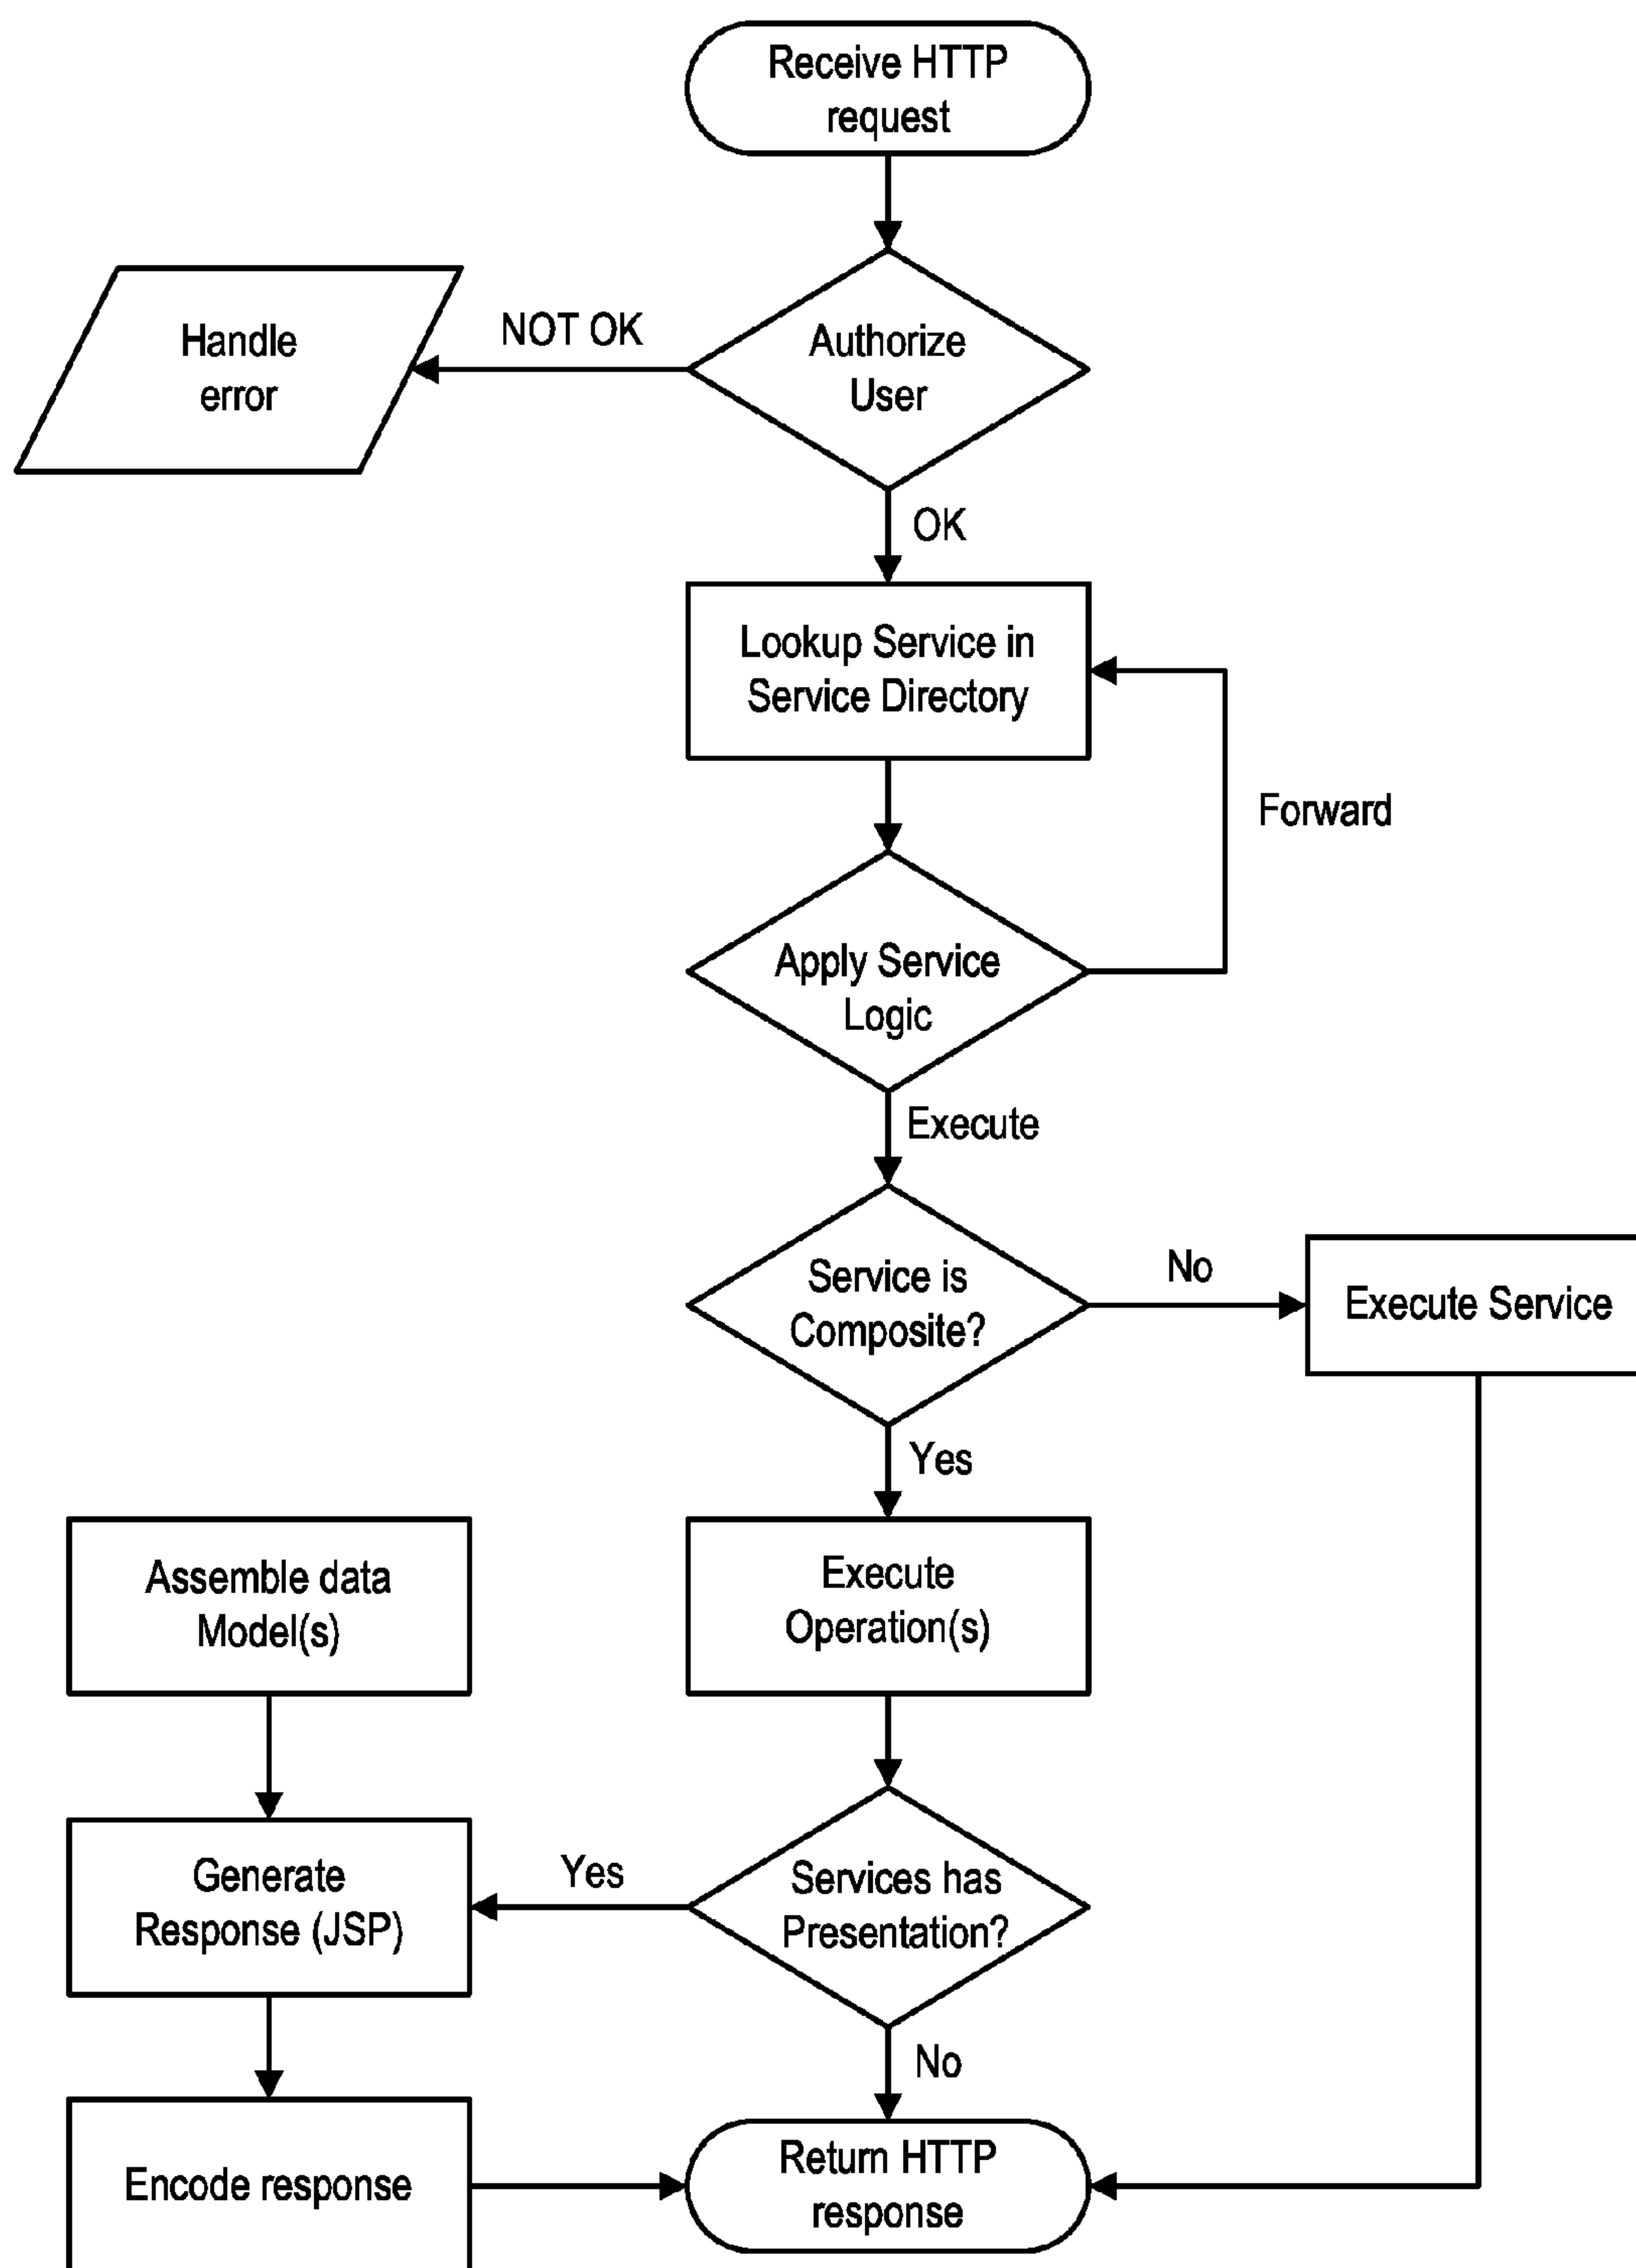 Receive HTTP
request
Handle
error
NOT OK
Authorize
User
OK
Lookup Service in
Service Directory
Forward
Apply Service
Logic
Execute
Service is
Composite?
No
Execute Service
Yes
Assemble data
Model(s)
Execute
Operation(s)
Generate
Response (JSP)
Yes
Services has
Presentation?
No
Encode response
Return HTTP
response